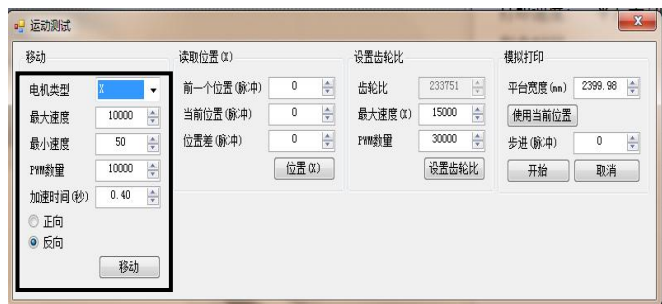 运动测试
移动
电机类型 X
最大速度 10000
最小速度 50
PWM数量 10000
加速时间(秒) 0.40
正向
反向
移动
读取位置(X)
前一个位置(脉冲) 0
当前位置(脉冲) 0
位置差(脉冲) 0
位置(X)
设置齿轮比
齿轮比 233751
最大速度(X) 15000
PWM数量 30000
设置齿轮比
模拟打印
平台宽度(mm) 2399.98
使用当前位置
步进(脉冲) 0
开始 取消